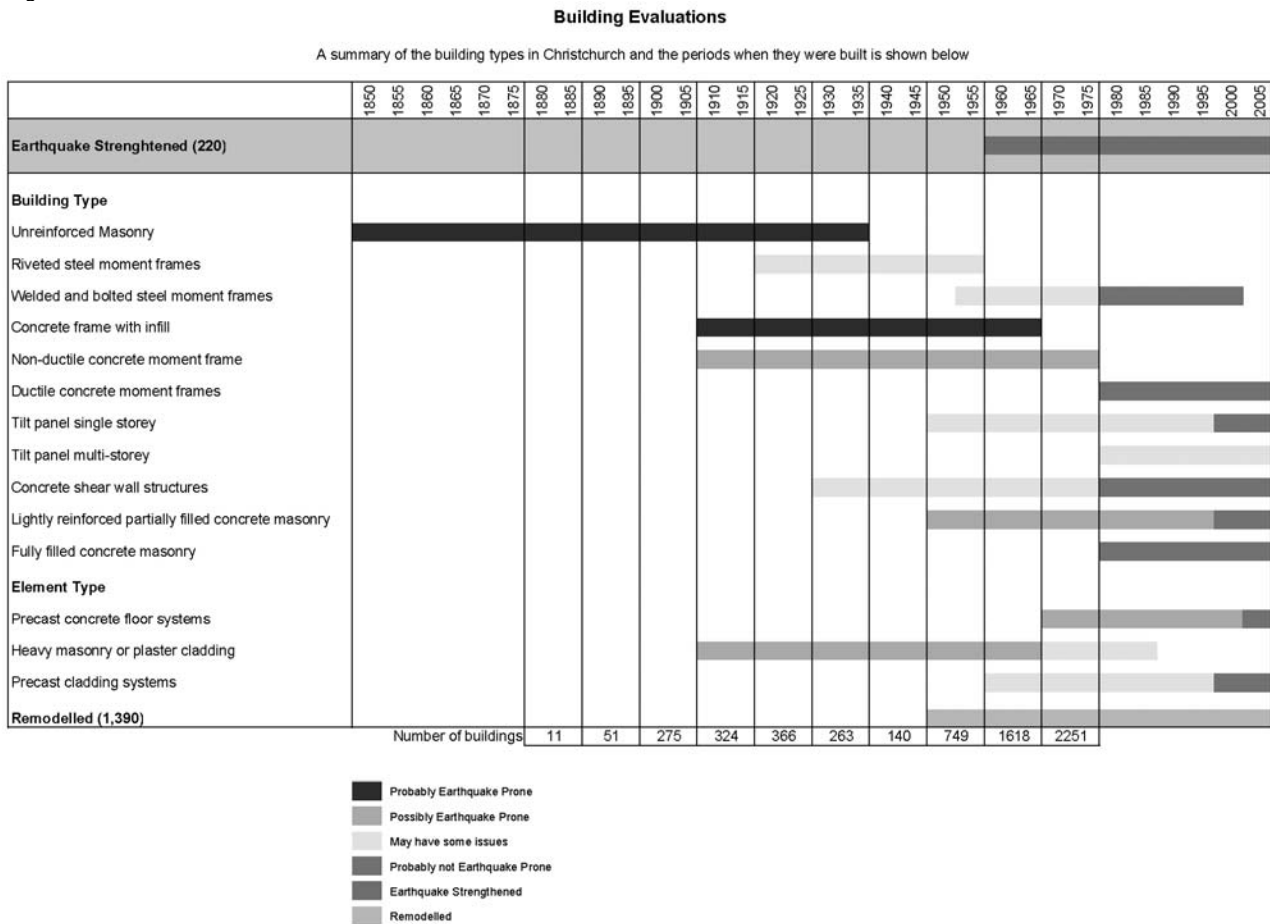 Building Evaluations
A summary of the building types in Christchurch and the periods when they were built is shown below
1850 1855 1860 1865 1870 1875 1880 1885 1890 1895 1900 1905 1910 1915 1920 1925 1930 1935 1940 1945 1950 1955 1960 1965 1970 1975 1980 1985 1990 1995 2000 2005
Earthquake Strenghtened (220)
Building Type
Unreinforced Masonry
Riveted steel moment frames
Welded and bolted steel moment frames
Concrete frame with infill
Non-ductile concrete moment frame
Ductile concrete moment frames
Tilt panel single storey
Tilt panel multi-storey
Concrete shear wall structures
Lightly reinforced partially filled concrete masonry
Fully filled concrete masonry
Element Type
Precast concrete floor systems
Heavy masonry or plaster cladding
Precast cladding systems
Remodelled (1,390)
Number of buildings 11 51 275 324 366 263 140 749 1618 2251
Probably Earthquake Prone
Possibly Earthquake Prone
May have some issues
Probably not Earthquake Prone
Earthquake Strengthened
Remodelled